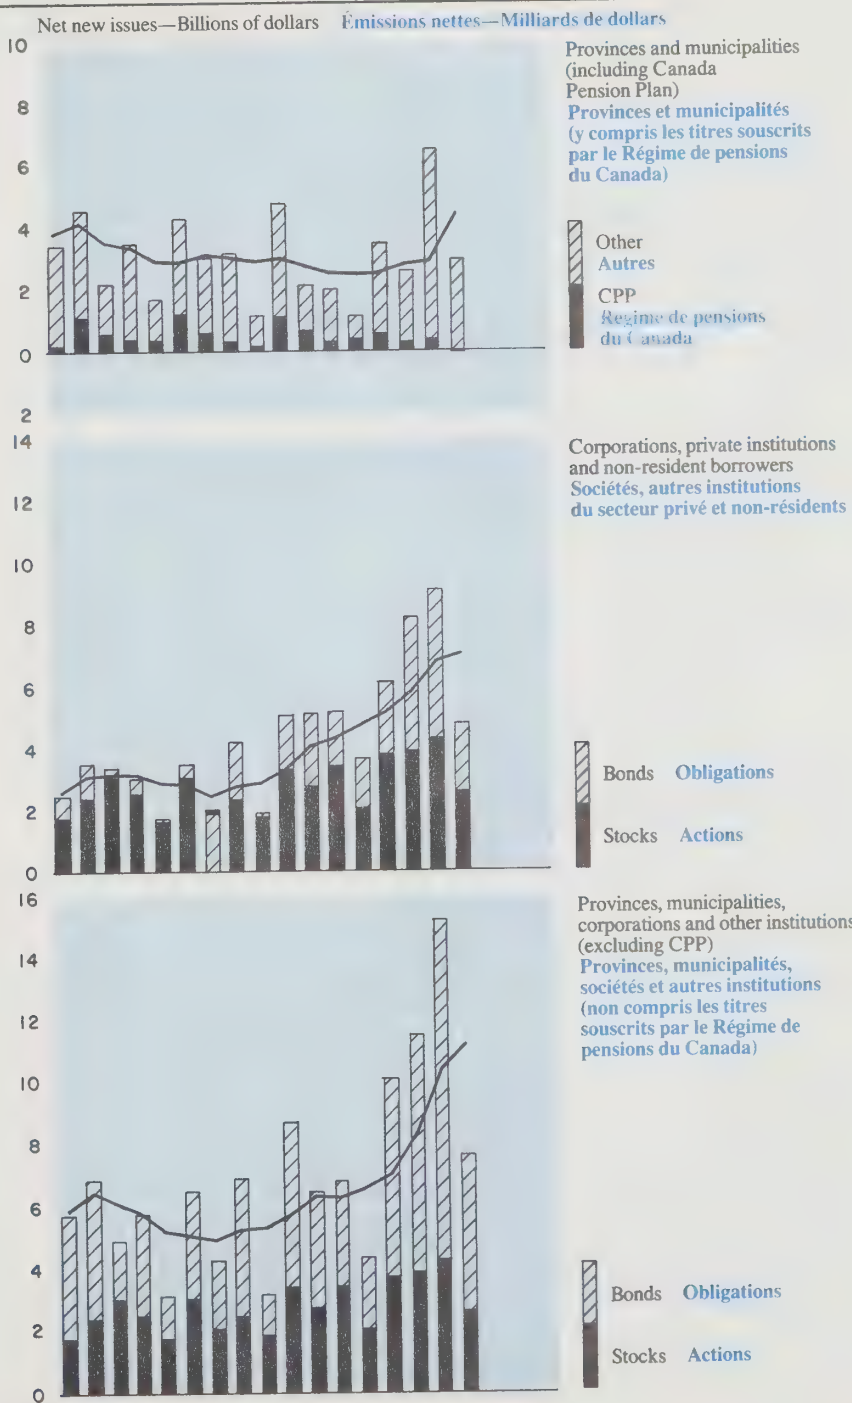 Net new issues—Billions of dollars Émissions nettes—Milliards de dollars
10
8
6
4
2
0
2
Provinces and municipalities
(including Canada
Pension Plan)
Provinces et municipalités
(y compris les titres souscrits
par le Régime de pensions
du Canada)
Other
Autres
CPP
Régime de pensions
du Canada
14
12
10
8
6
4
2
0
Corporations, private institutions
and non-resident borrowers
Sociétés, autres institutions
du secteur privé et non-résidents
Bonds Obligations
Stocks Actions
16
14
12
10
8
6
4
2
0
Provinces, municipalities,
corporations and other institutions
(excluding CPP)
Provinces, municipalités,
sociétés et autres institutions
(non compris les titres
souscrits par le Régime de
pensions du Canada)
Bonds Obligations
Stocks Actions